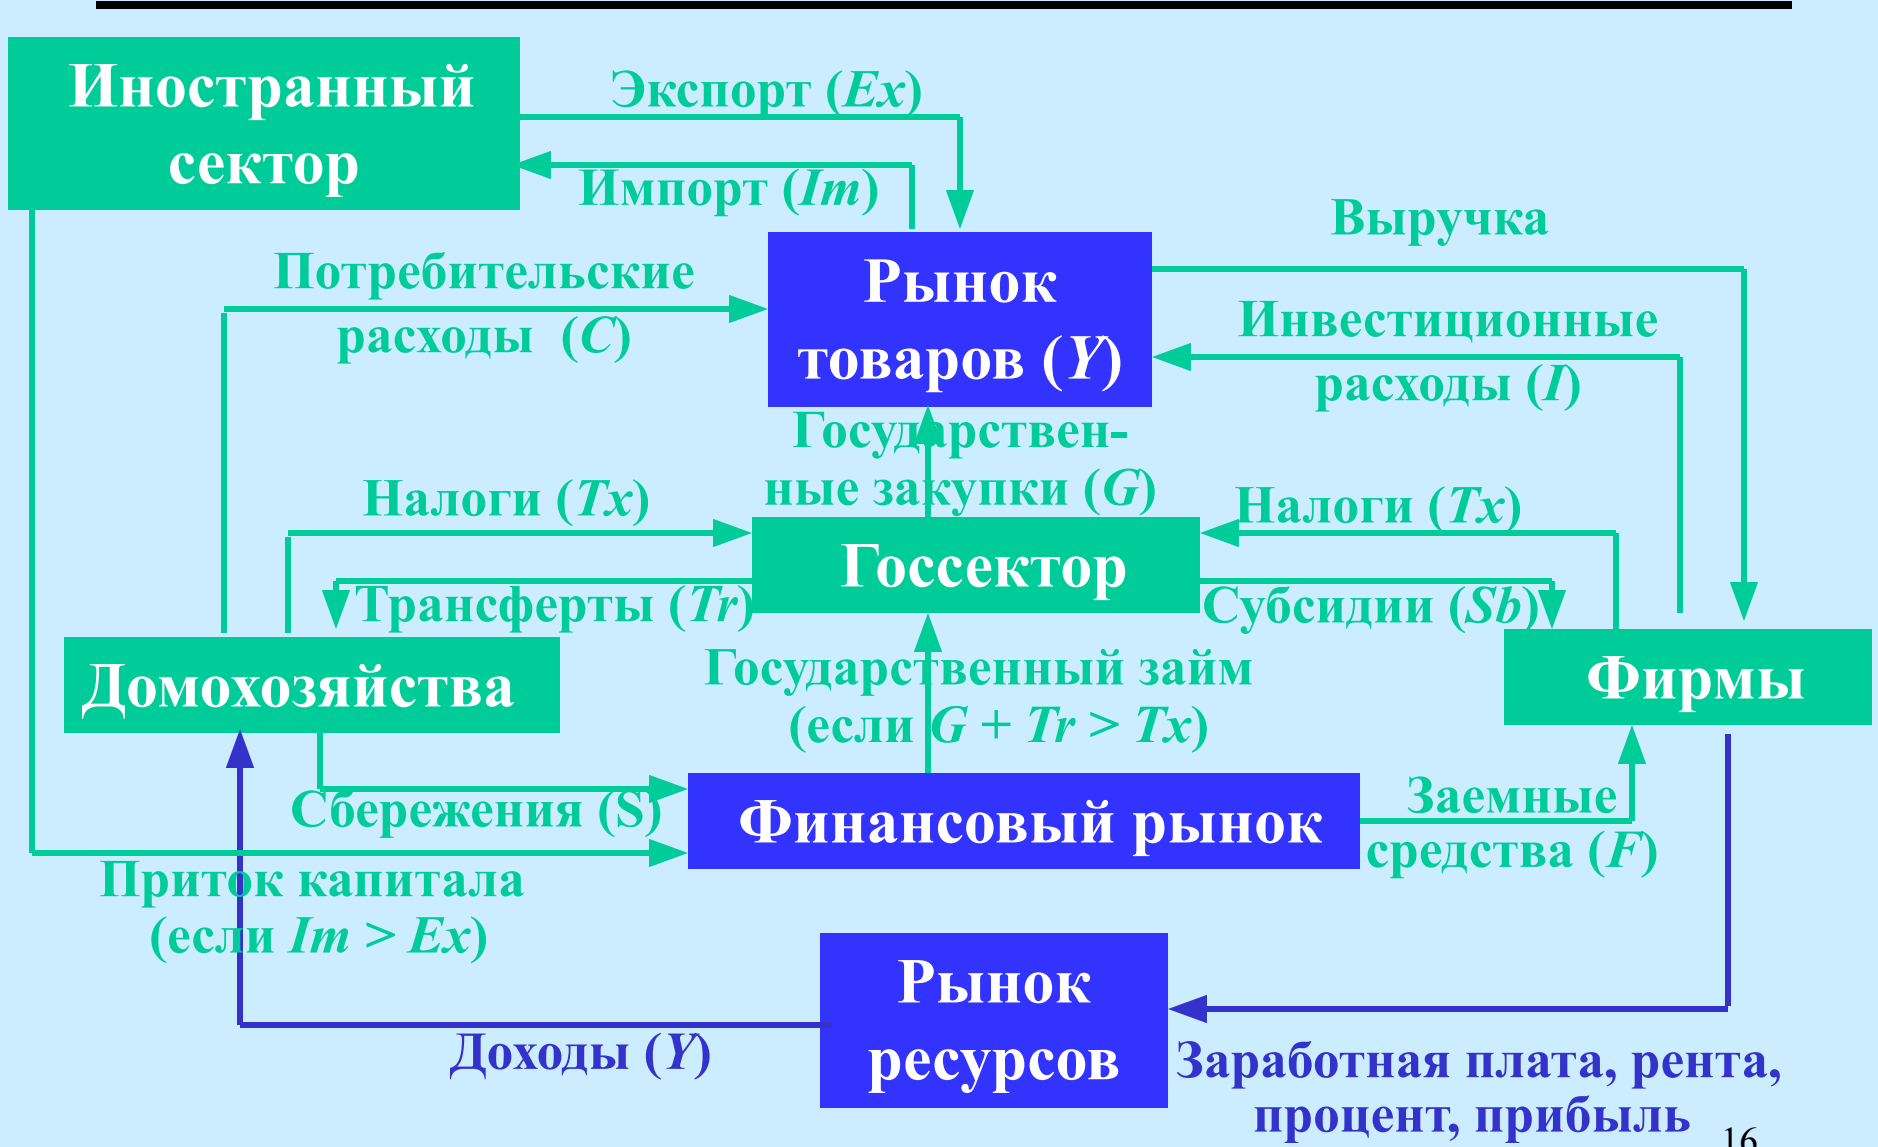 Иностранный
сектор
Экспорт (Ex)
Импорт (Im)
Выручка
Потребительские
расходы (C)
Рынок
товаров (Y)
Инвестиционные
расходы (I)
Государствен-
ные закупки (G)
Налоги (Tx)
Налоги (Tx)
Госсектор
Трансферты (Tr)
Субсидии (Sb)
Домохозяйства
Государственный займ
(если G + Tr > Tx)
Фирмы
Сбережения (S)
Финансовый рынок
Заемные
средства (F)
Приток капитала
(если Im > Ex)
Рынок
ресурсов
Доходы (Y)
Заработная плата, рента,
процент, прибыль
16